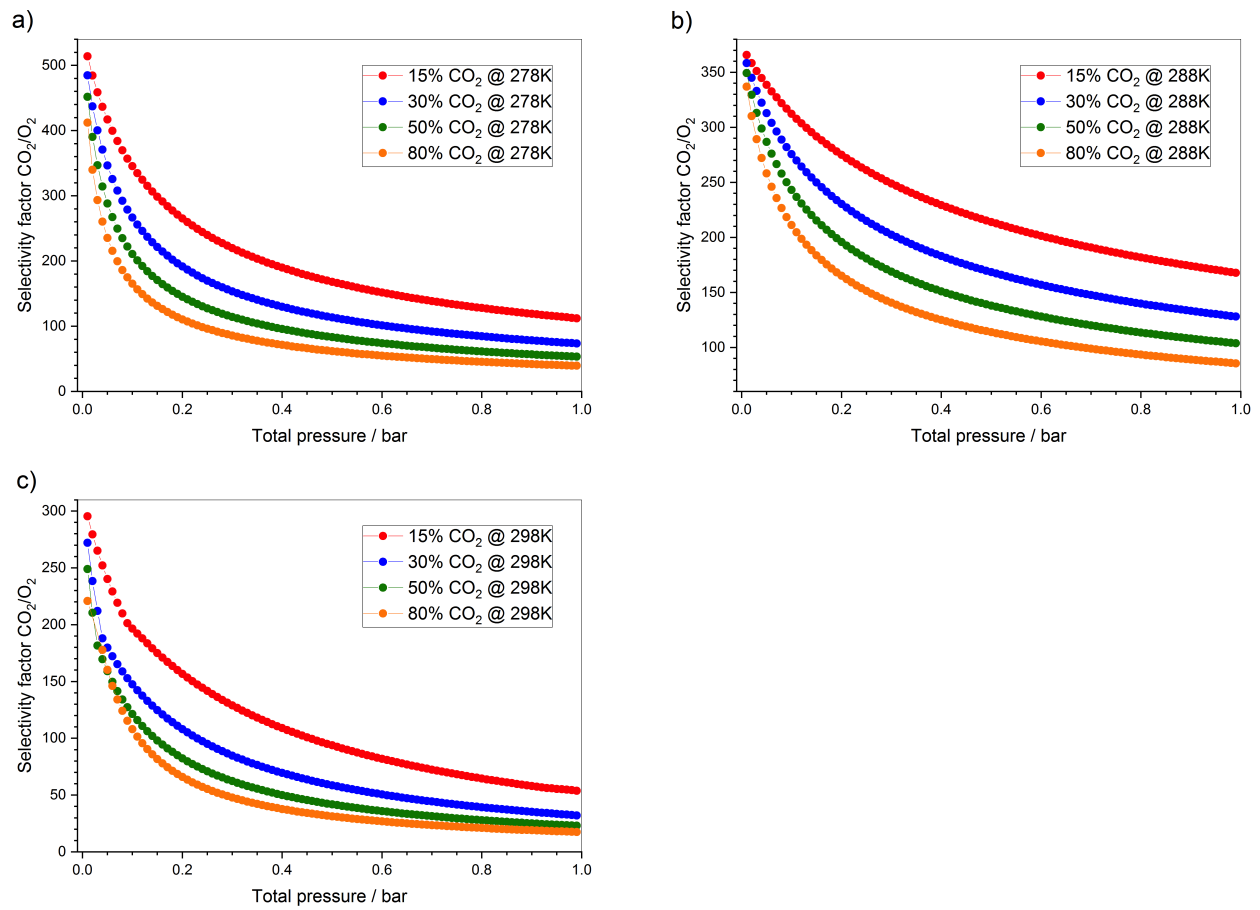 a)
Selectivity factor CO₂/O₂
500
400
300
200
100
0
0.0 0.2 0.4 0.6 0.8 1.0
Total pressure / bar
15% CO₂ @ 278K
30% CO₂ @ 278K
50% CO₂ @ 278K
80% CO₂ @ 278K
b)
Selectivity factor CO₂/O₂
350
300
250
200
150
100
0.0 0.2 0.4 0.6 0.8 1.0
Total pressure / bar
15% CO₂ @ 288K
30% CO₂ @ 288K
50% CO₂ @ 288K
80% CO₂ @ 288K
c)
Selectivity factor CO₂/O₂
300
250
200
150
100
50
0
0.0 0.2 0.4 0.6 0.8 1.0
Total pressure / bar
15% CO₂ @ 298K
30% CO₂ @ 298K
50% CO₂ @ 298K
80% CO₂ @ 298K